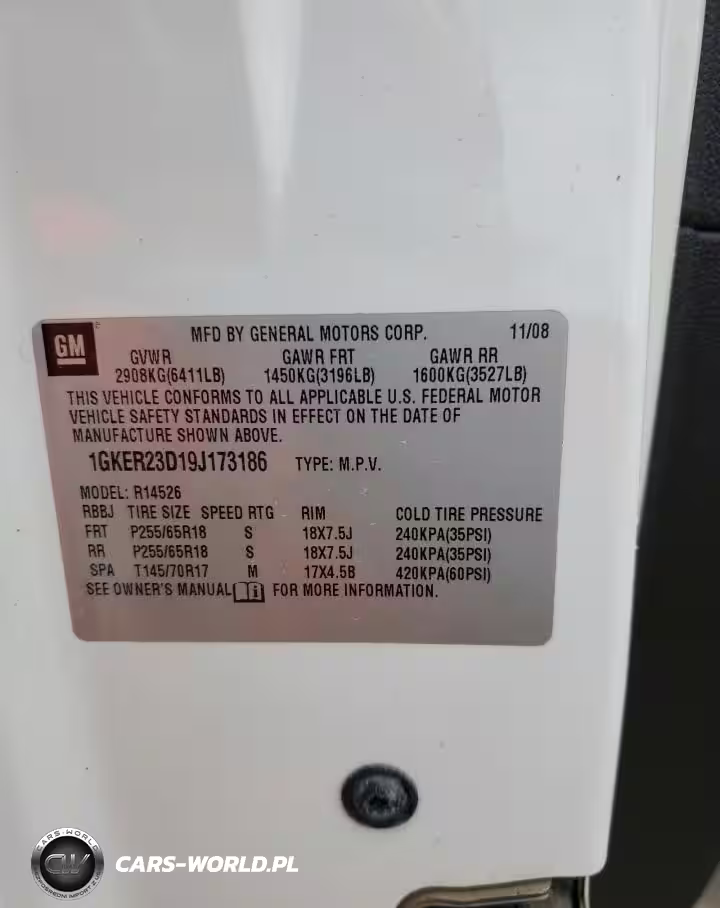 GM
MFD BY GENERAL MOTORS CORP. 11/08
GVWR GAWR FRT GAWR RR
2908KG(6411LB) 1450KG(3196LB) 1600KG(3527LB)
THIS VEHICLE CONFORMS TO ALL APPLICABLE U.S. FEDERAL MOTOR
VEHICLE SAFETY STANDARDS IN EFFECT ON THE DATE OF
MANUFACTURE SHOWN ABOVE.
1GKER23D19J173186 TYPE: M.P.V.
MODEL: R14526
RBBJ TIRE SIZE SPEED RTG RIM COLD TIRE PRESSURE
FRT P255/65R18 S 18X7.5J 240KPA(35PSI)
RR P255/65R18 S 18X7.5J 240KPA(35PSI)
SPA T145/70R17 M 17X4.5B 420KPA(60PSI)
SEE OWNER'S MANUAL i FOR MORE INFORMATION.
CARS-WORLD
CW
CARS-WORLD.PL